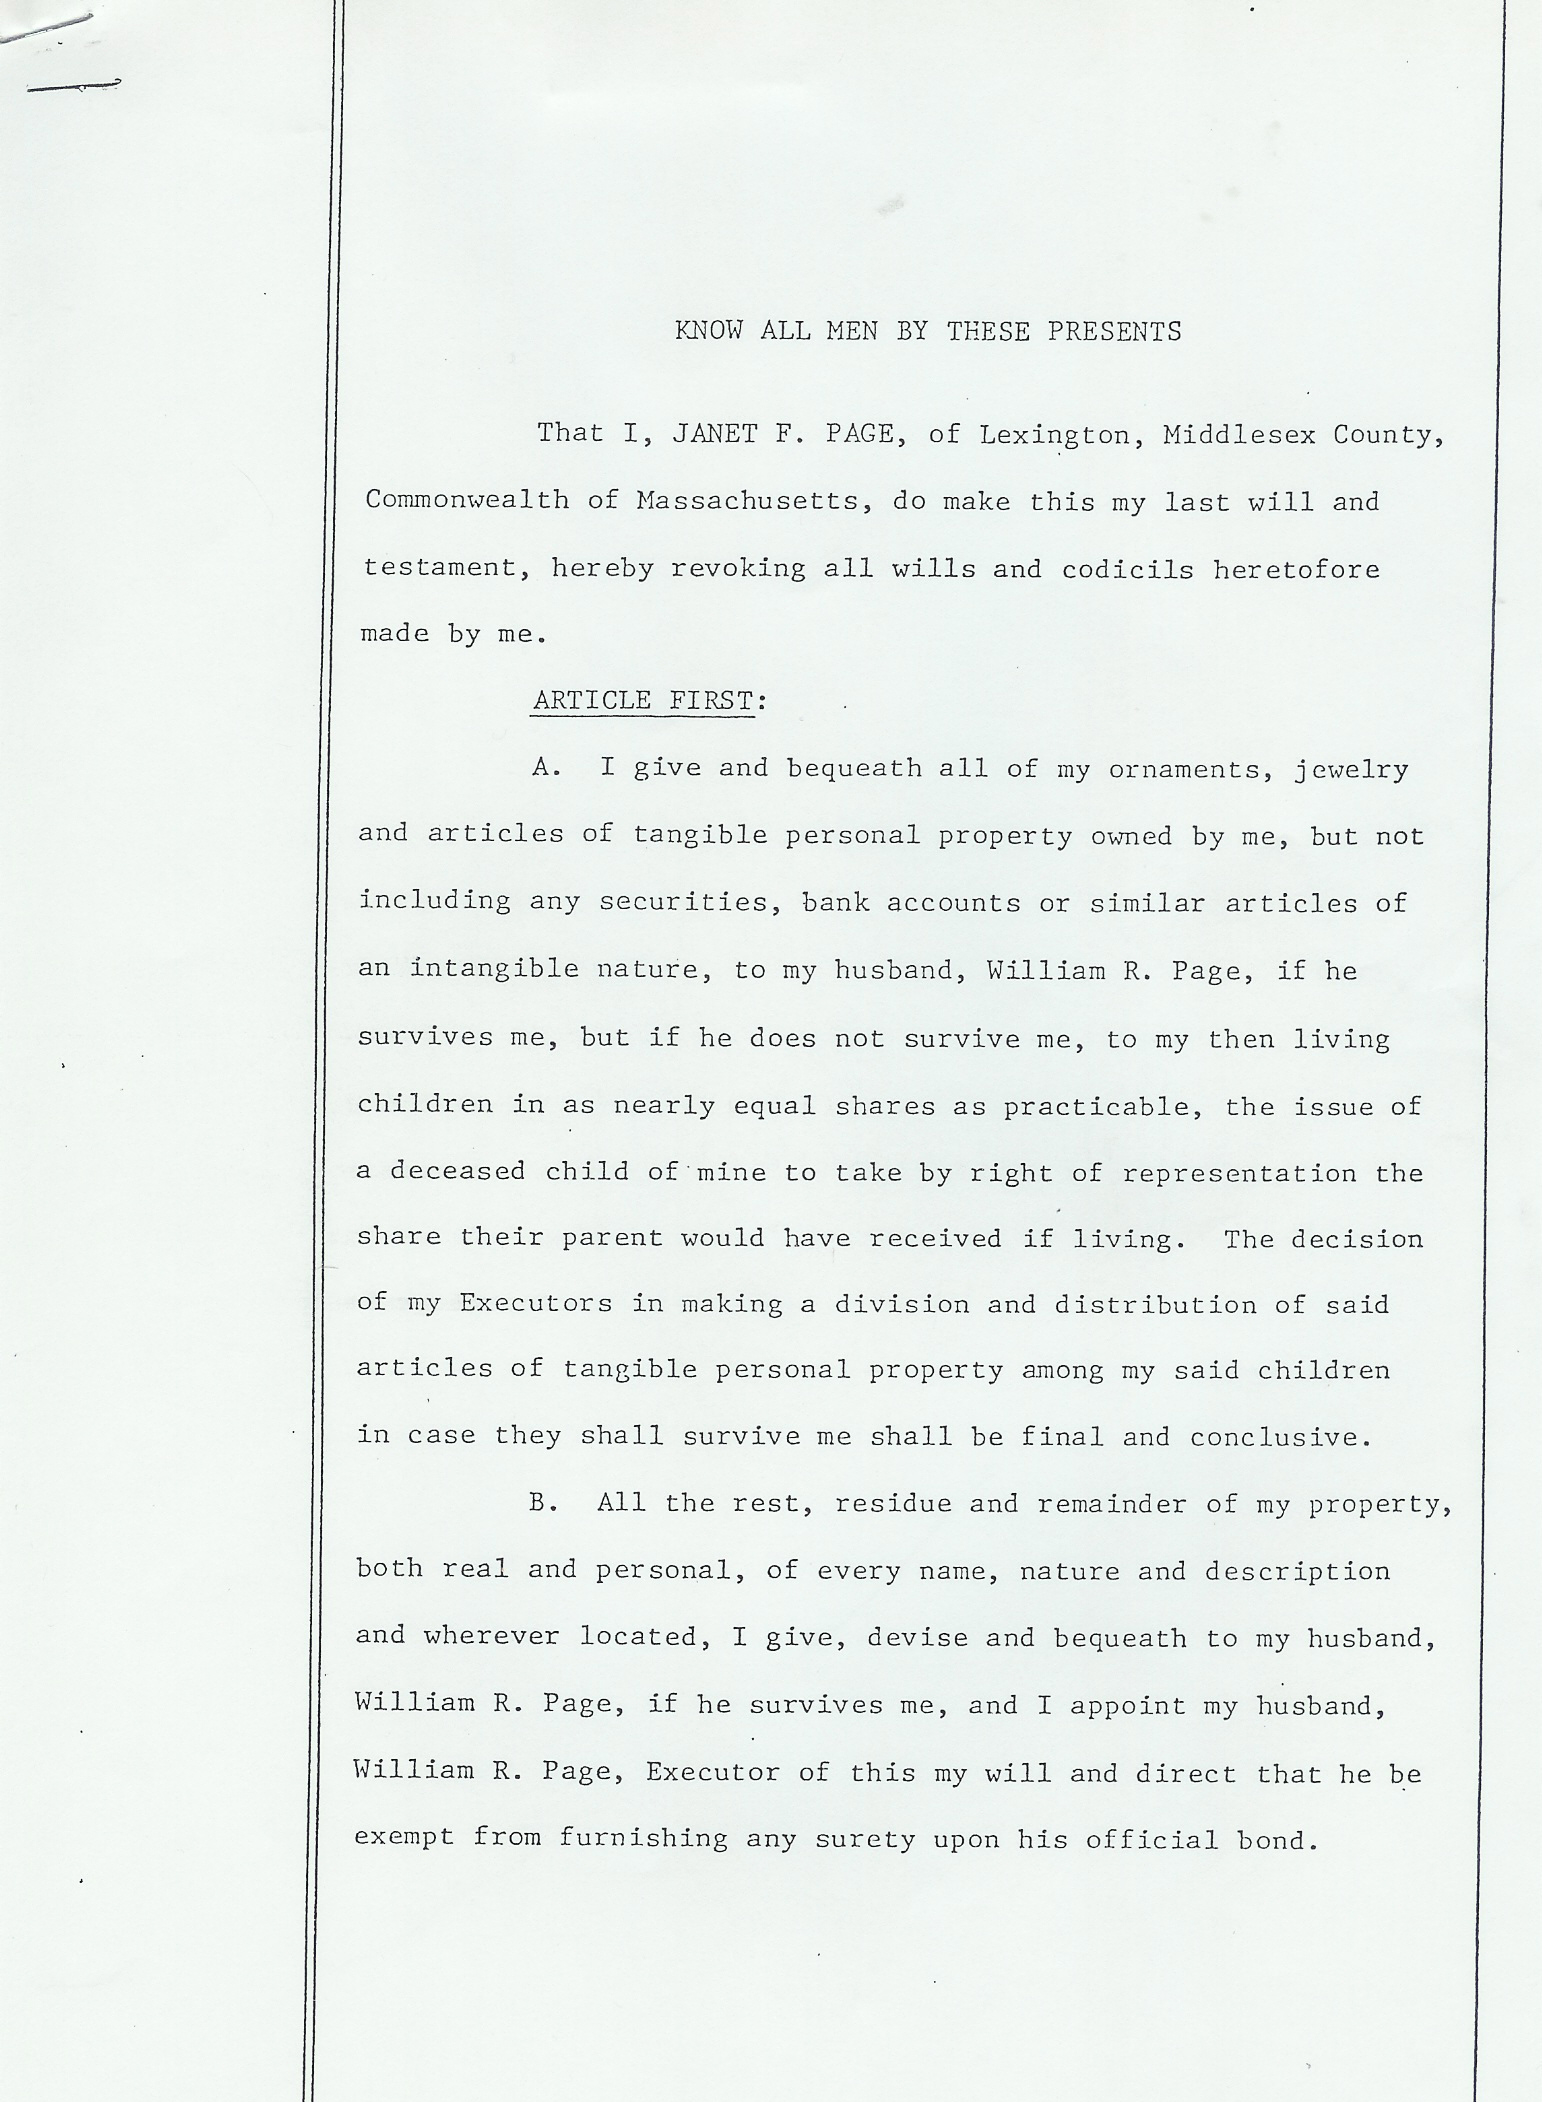 KNOW ALL MEN BY THESE PRESENTS
That I, JANET F. PAGE, of Lexington, Middlesex County,
Commonwealth of Massachusetts, do make this my last will and
testament, hereby revoking all wills and codicils heretofore
made by me.
ARTICLE FIRST:
A. I give and bequeath all of my ornaments, jewelry
and articles of tangible personal property owned by me, but not
including any securities, bank accounts or similar articles of
an intangible nature, to my husband, William R. Page, if he
survives me, but if he does not survive me, to my then living
children in as nearly equal shares as practicable, the issue of
a deceased child of mine to take by right of representation the
share their parent would have received if living. The decision
of my Executors in making a division and distribution of said
articles of tangible personal property among my said children
in case they shall survive me shall be final and conclusive.
B. All the rest, residue and remainder of my property,
both real and personal, of every name, nature and description
and wherever located, I give, devise and bequeath to my husband,
William R. Page, if he survives me, and I appoint my husband,
William R. Page, Executor of this my will and direct that he be
exempt from furnishing any surety upon his official bond.